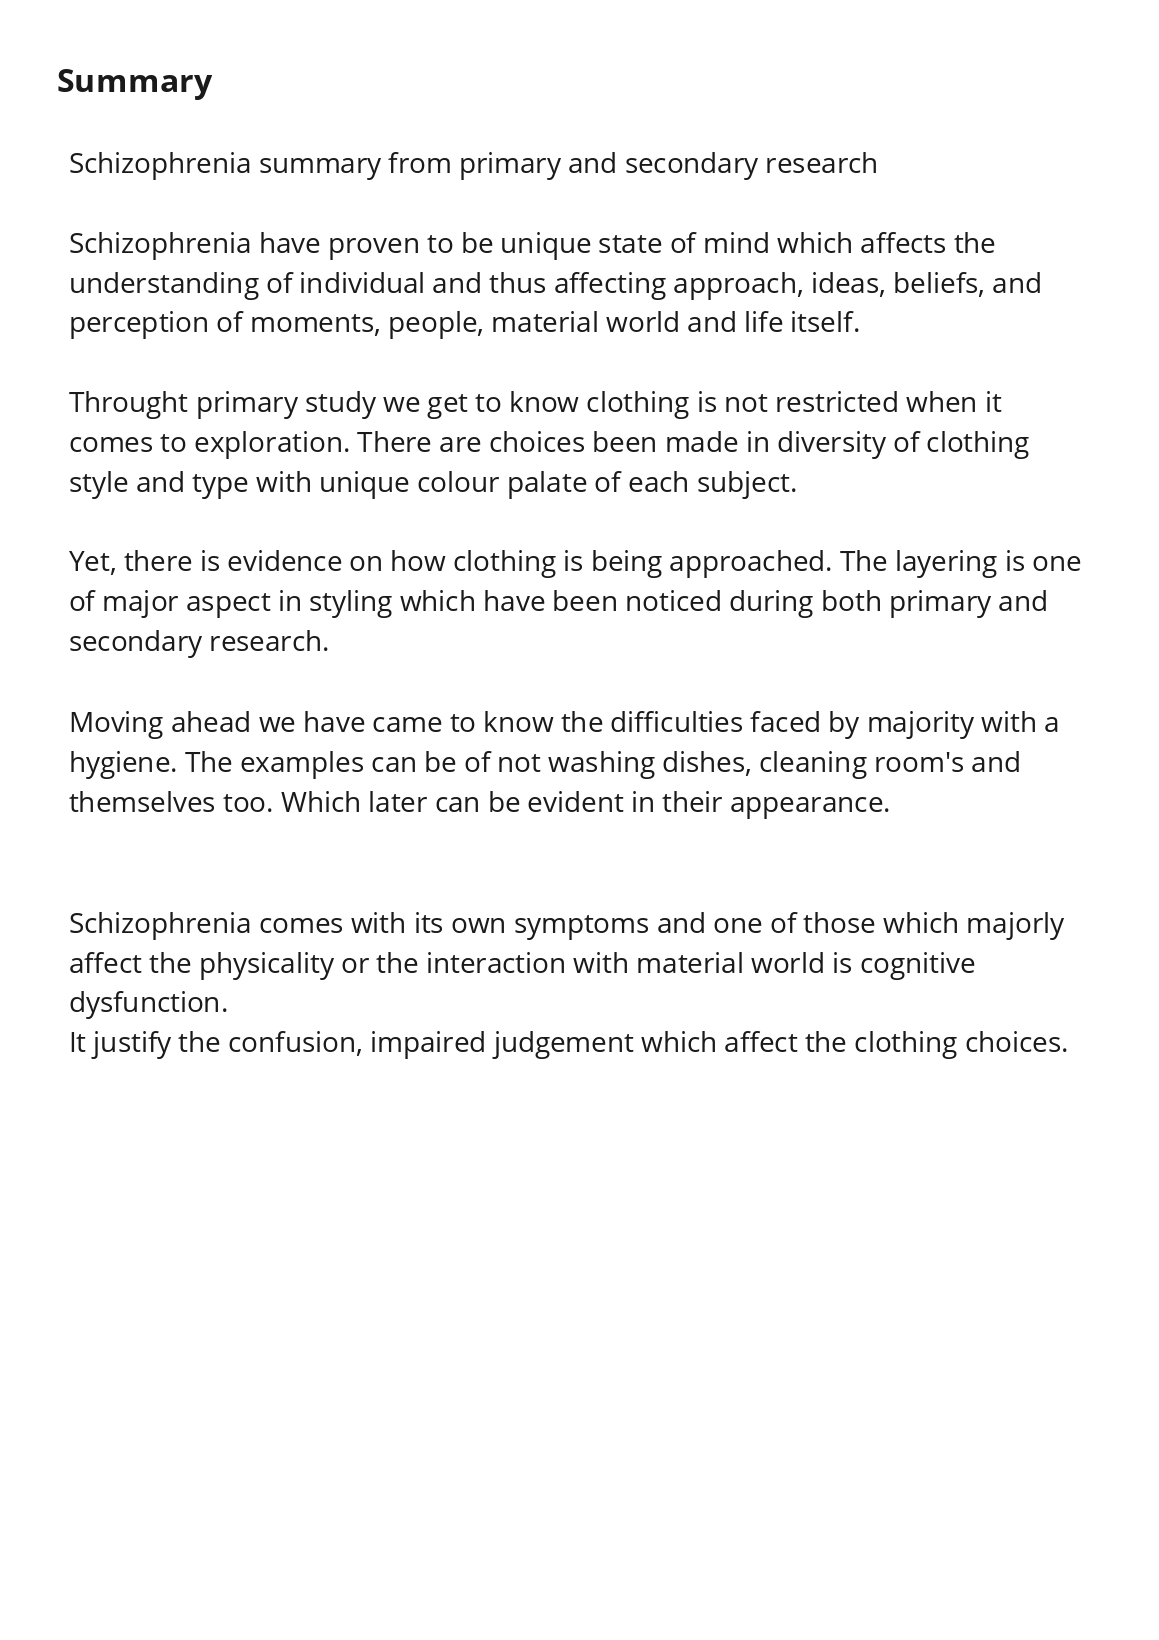 Summary
Schizophrenia summary from primary and secondary research
Schizophrenia have proven to be unique state of mind which affects the
understanding of individual and thus affecting approach, ideas, beliefs, and
perception of moments, people, material world and life itself.
Throught primary study we get to know clothing is not restricted when it
comes to exploration. There are choices been made in diversity of clothing
style and type with unique colour palate of each subject.
Yet, there is evidence on how clothing is being approached. The layering is one
of major aspect in styling which have been noticed during both primary and
secondary research.
Moving ahead we have came to know the difficulties faced by majority with a
hygiene. The examples can be of not washing dishes, cleaning room's and
themselves too. Which later can be evident in their appearance.
Schizophrenia comes with its own symptoms and one of those which majorly
affect the physicality or the interaction with material world is cognitive
dysfunction.
It justify the confusion, impaired judgement which affect the clothing choices.